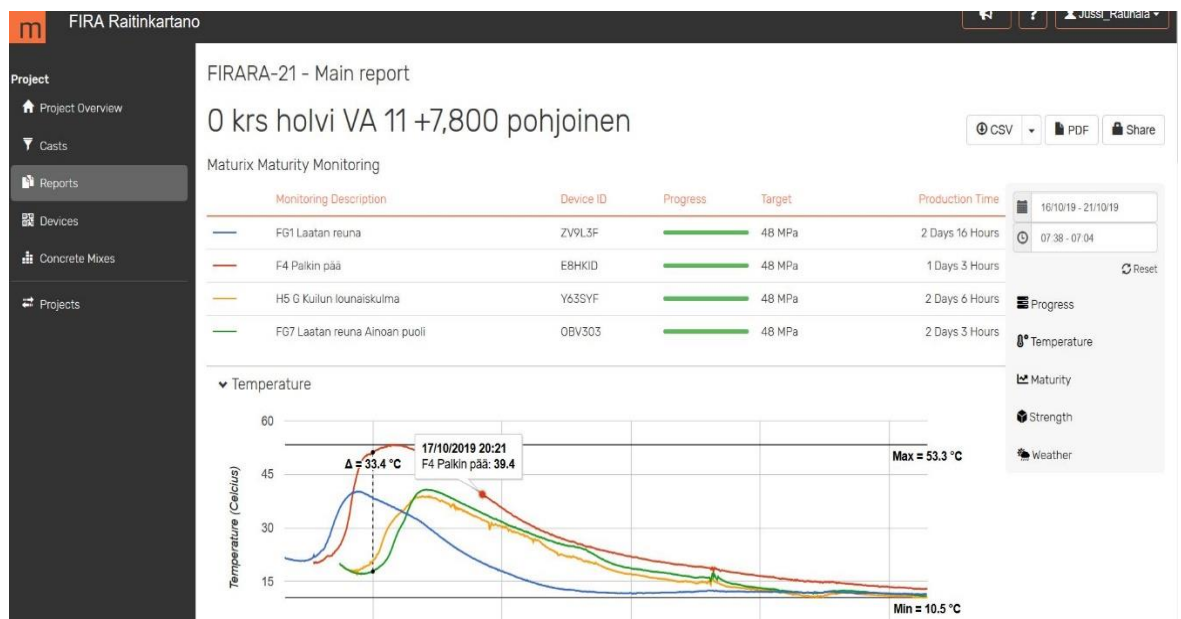 m FIRA Raitinkartano
? Jussi_Rauhala
Project
Project Overview
Casts
Reports
Devices
Concrete Mixes
Projects
FIRARA-21 - Main report
0 krs holvi VA 11 +7,800 pohjoinen
CSV PDF Share
Maturix Maturity Monitoring
Monitoring Description Device ID Progress Target Production Time
FG1 Laatan reuna ZV9L3F 48 MPa 2 Days 16 Hours
F4 Palkin pää E8HKID 48 MPa 1 Days 3 Hours
H5 G Kuilun lounaiskulma Y63SYF 48 MPa 2 Days 6 Hours
FG7 Laatan reuna Ainoan puoli OBV303 48 MPa 2 Days 3 Hours
16/10/19 - 21/10/19
07:38 - 07:04
Reset
Progress
Temperature
Maturity
Strength
Weather
Temperature
Temperature (Celcius)
60
45
30
15
Δ = 33.4 °C
17/10/2019 20:21
F4 Palkin pää: 39.4
Max = 53.3 °C
Min = 10.5 °C